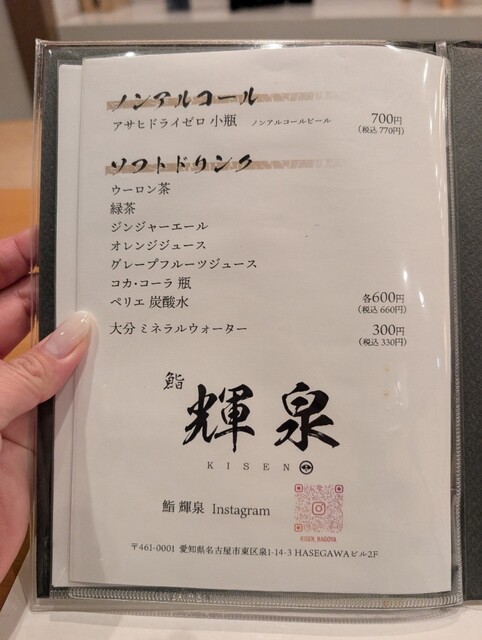 ノンアルコール
アサヒドライゼロ 小瓶 ノンアルコールビール 700円
(税込 770円)
ソフトドリンク
ウーロン茶
緑茶
ジンジャーエール
オレンジジュース
グレープフルーツジュース
コカ・コーラ 瓶
ペリエ 炭酸水 各600円
(税込 660円)
大分 ミネラルウォーター 300円
(税込 330円)
鮨
輝泉
KISEN
鮨 輝泉 Instagram
KISEN_NAGOYA
〒461-0001 愛知県名古屋市東区泉1-14-3 HASEGAWAビル2F